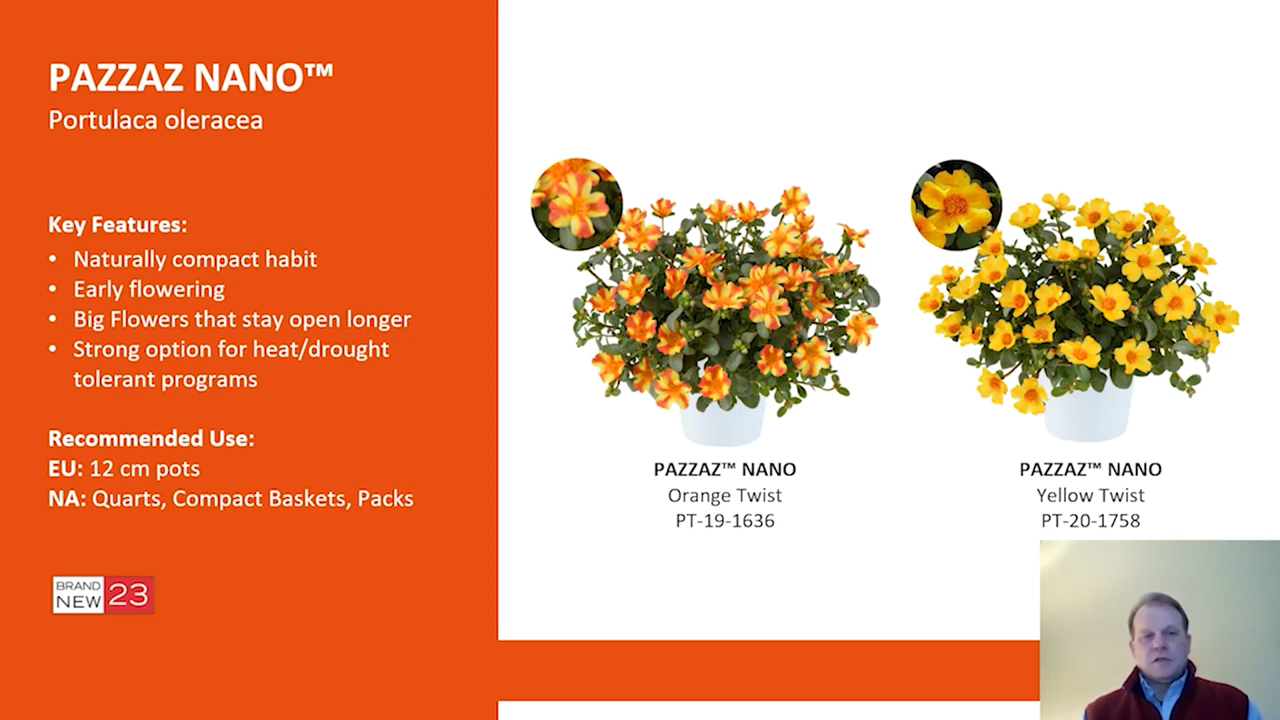 PAZZAZ NANO™
Portulaca oleracea
Key Features:
• Naturally compact habit
• Early flowering
• Big Flowers that stay open longer
• Strong option for heat/drought
tolerant programs
Recommended Use:
EU: 12 cm pots
NA: Quarts, Compact Baskets, Packs
BRAND
NEW 23
PAZZAZ™ NANO
Orange Twist
PT-19-1636
PAZZAZ™ NANO
Yellow Twist
PT-20-1758